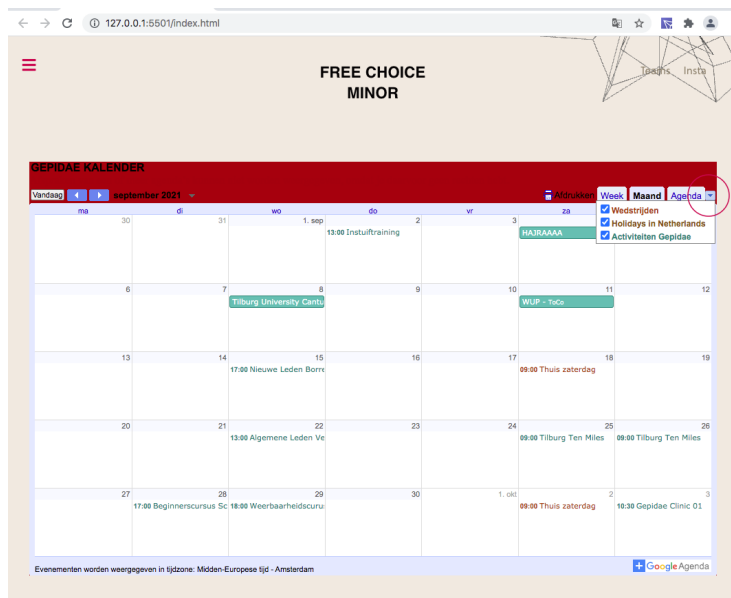 127.0.0.1:5501/index.html
FREE CHOICE
MINOR
Teams Insta
GEPIDAE KALENDER
Vandaag september 2021 Afdrukken Week Maand Agenda
Wedstrijden
Holidays in Netherlands
Activiteiten Gepidae
ma di wo do vr za
30 31 1. sep 2 3
13:00 Instuiftraining HAJRAAAA
6 7 8 9 10 11 12
Tilburg University Cantu WUP - ToCo
13 14 15 16 17 18 19
17:00 Nieuwe Leden Borre 09:00 Thuis zaterdag
20 21 22 23 24 25 26
13:00 Algemene Leden Ve 09:00 Tilburg Ten Miles 09:00 Tilburg Ten Miles
27 28 29 30 1. okt 2 3
17:00 Beginnerscursus Sc 18:00 Weerbaarheidscuru 09:00 Thuis zaterdag 10:30 Gepidae Clinic 01
Evenementen worden weergegeven in tijdzone: Midden-Europese tijd - Amsterdam
Google Agenda